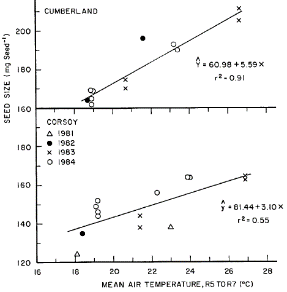 CUMBERLAND
200
180
160
Ŷ = 60.98 + 5.59 x
r² = 0.91
SEED SIZE (mg Seed⁻¹)
CORSOY
△ 1981
● 1982
× 1983
○ 1984
180
160
140
120
ŷ = 81.44 + 3.10 x
r² = 0.55
16 18 20 22 24 26 28
MEAN AIR TEMPERATURE, R5 TO R7 (°C)